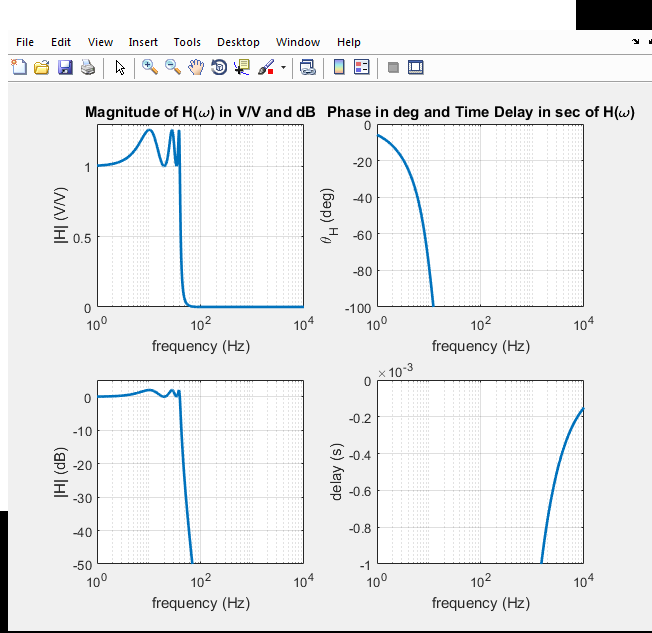 File Edit View Insert Tools Desktop Window Help
Magnitude of H(ω) in V/V and dB
1
0.5
0
|H| (V/V)
10^0 10^2 10^4
frequency (Hz)
Phase in deg and Time Delay in sec of H(ω)
0
-20
-40
-60
-80
-100
θ_H (deg)
10^0 10^2 10^4
frequency (Hz)
0
-10
-20
-30
-40
-50
|H| (dB)
10^0 10^2 10^4
frequency (Hz)
×10^-3
0
-0.2
-0.4
-0.6
-0.8
-1
delay (s)
10^0 10^2 10^4
frequency (Hz)